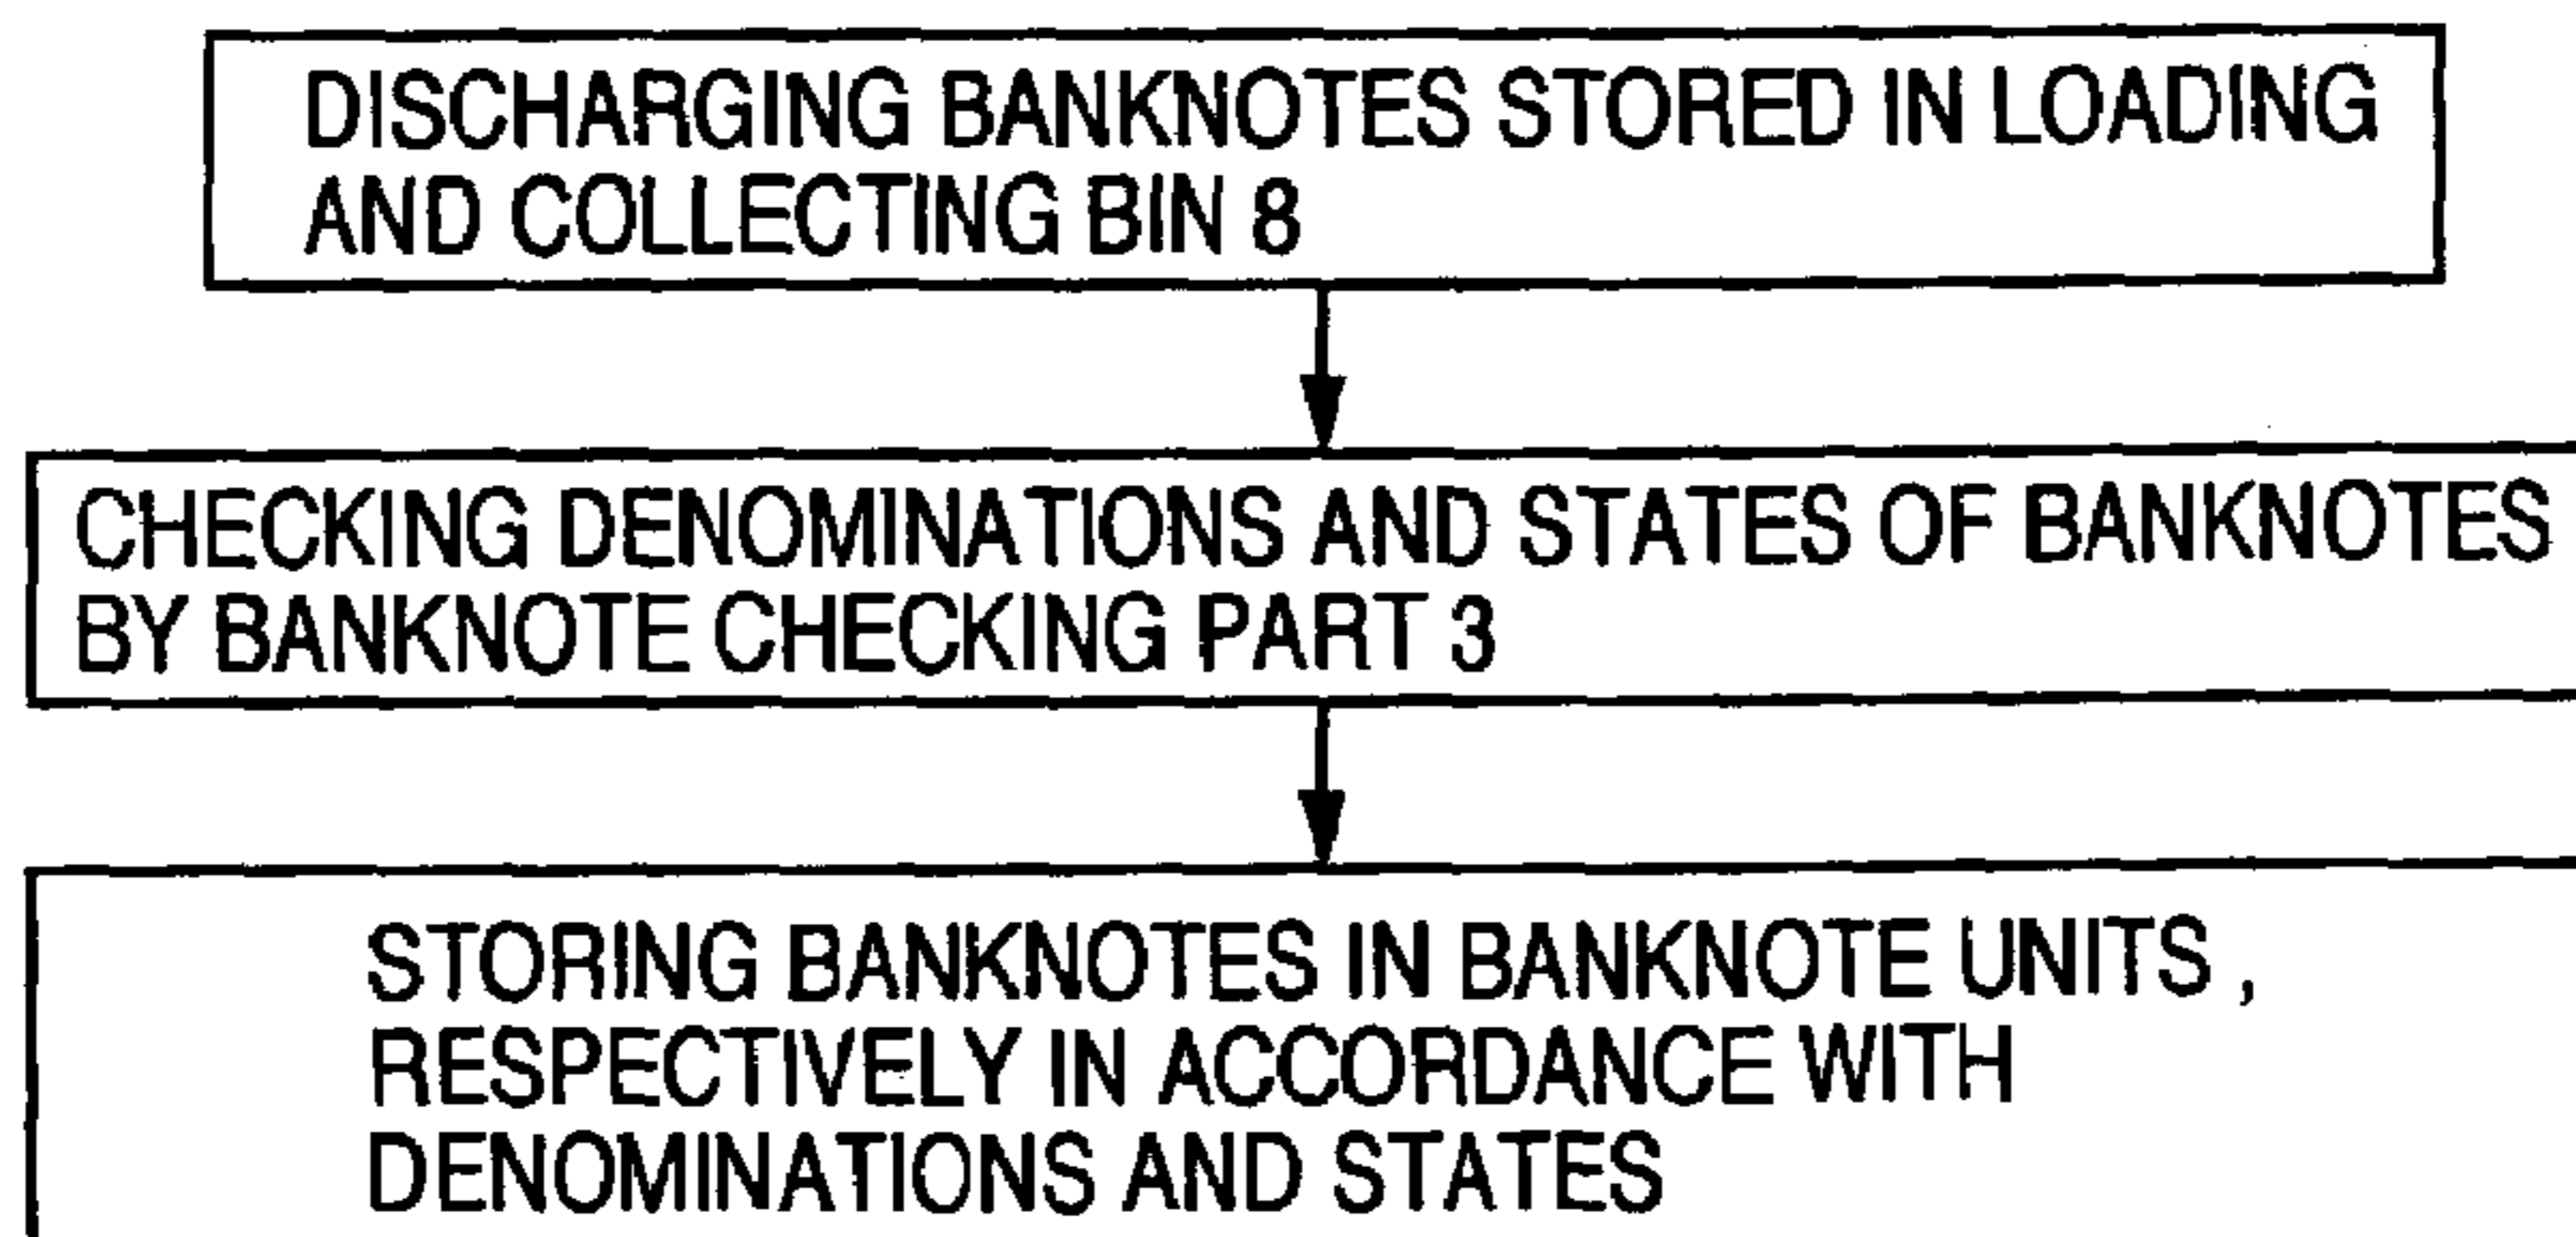 DISCHARGING BANKNOTES STORED IN LOADING
AND COLLECTING BIN 8
CHECKING DENOMINATIONS AND STATES OF BANKNOTES
BY BANKNOTE CHECKING PART 3
STORING BANKNOTES IN BANKNOTE UNITS ,
RESPECTIVELY IN ACCORDANCE WITH
DENOMINATIONS AND STATES